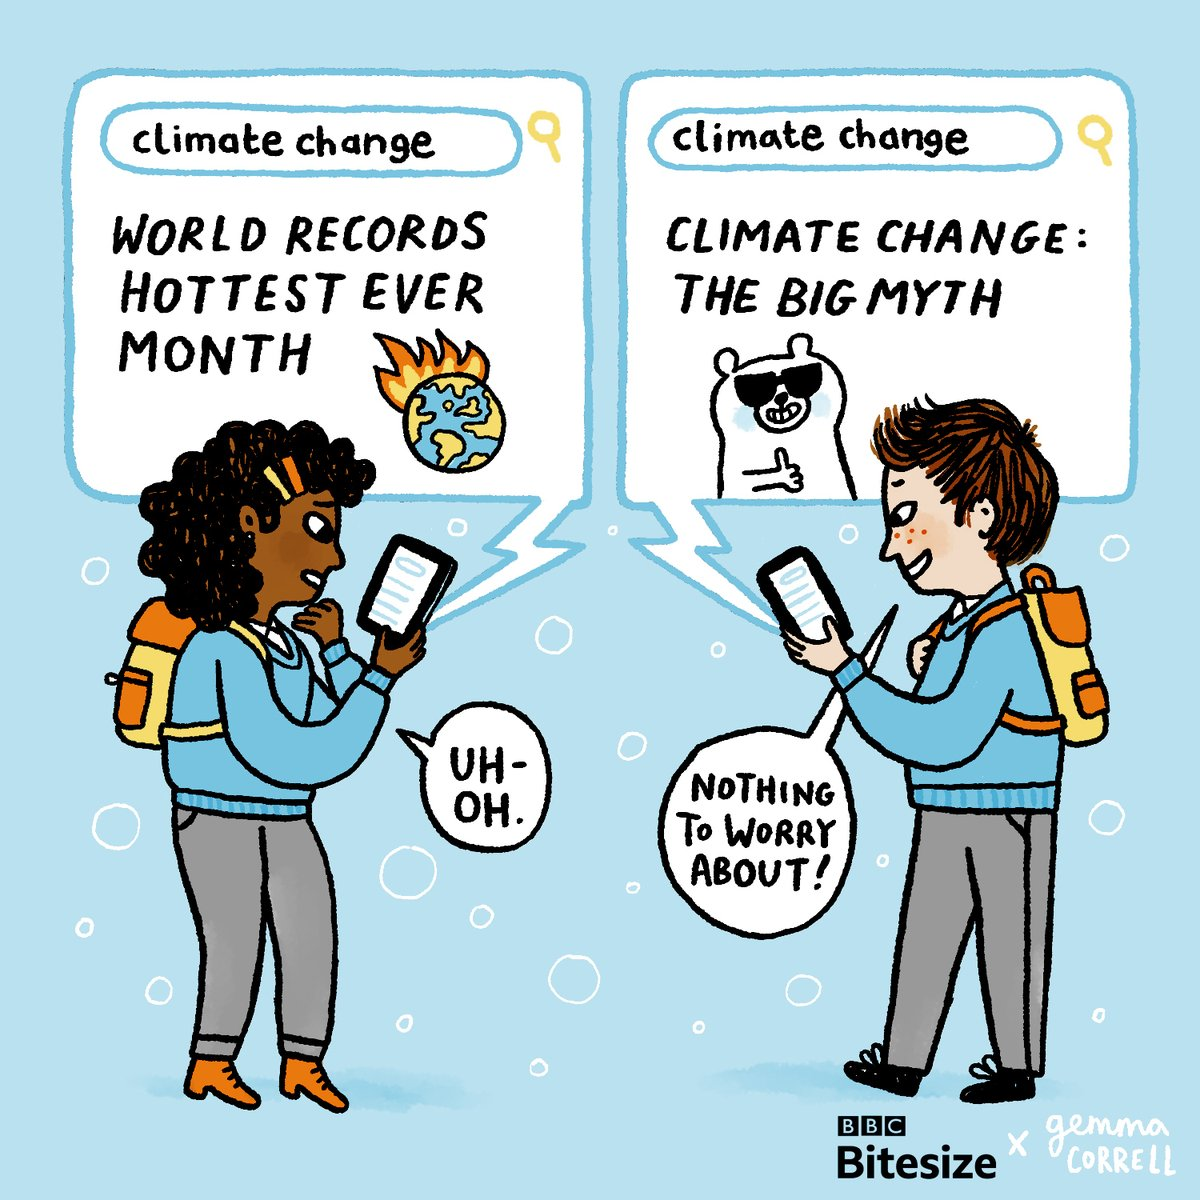 climate change
WORLD RECORDS
HOTTEST EVER
MONTH
climate change
CLIMATE CHANGE:
THE BIG MYTH
UH-
OH.
NOTHING
TO WORRY
ABOUT!
BBC
Bitesize
x
gemma
CORRELL